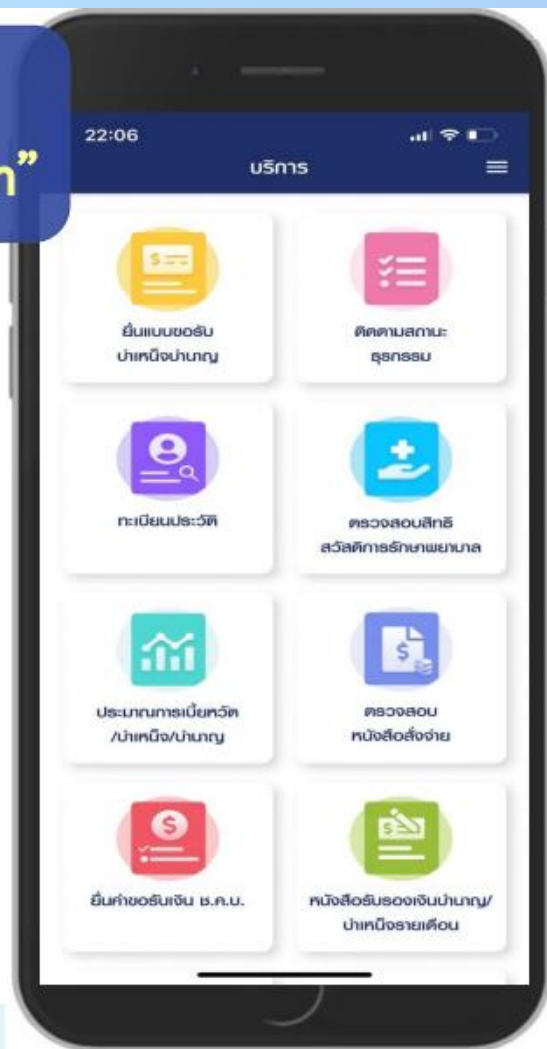 22:06
บริการ
ยื่นแบบขอรับ
บำเหน็จบำนาญ
ติดตามสถานะ
ธุรกรรม
ทะเบียนประวัติ
ตรวจสอบสิทธิ
สวัสดิการรักษาพยาบาล
ประมาณการเบี้ยหวัด
/บำเหน็จ/บำนาญ
ตรวจสอบ
หนังสือสั่งจ่าย
ยื่นคำขอรับเงิน ช.ค.บ.
หนังสือรับรองเงินบำนาญ/
บำเหน็จรายเดือน